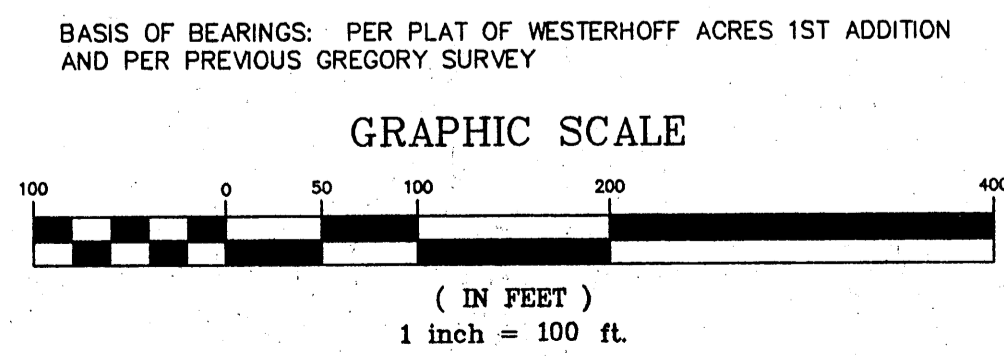 BASIS OF BEARINGS: PER PLAT OF WESTERHOFF ACRES 1ST ADDITION
AND PER PREVIOUS GREGORY SURVEY
GRAPHIC SCALE
100 0 50 100 200 400
( IN FEET )
1 inch = 100 ft.